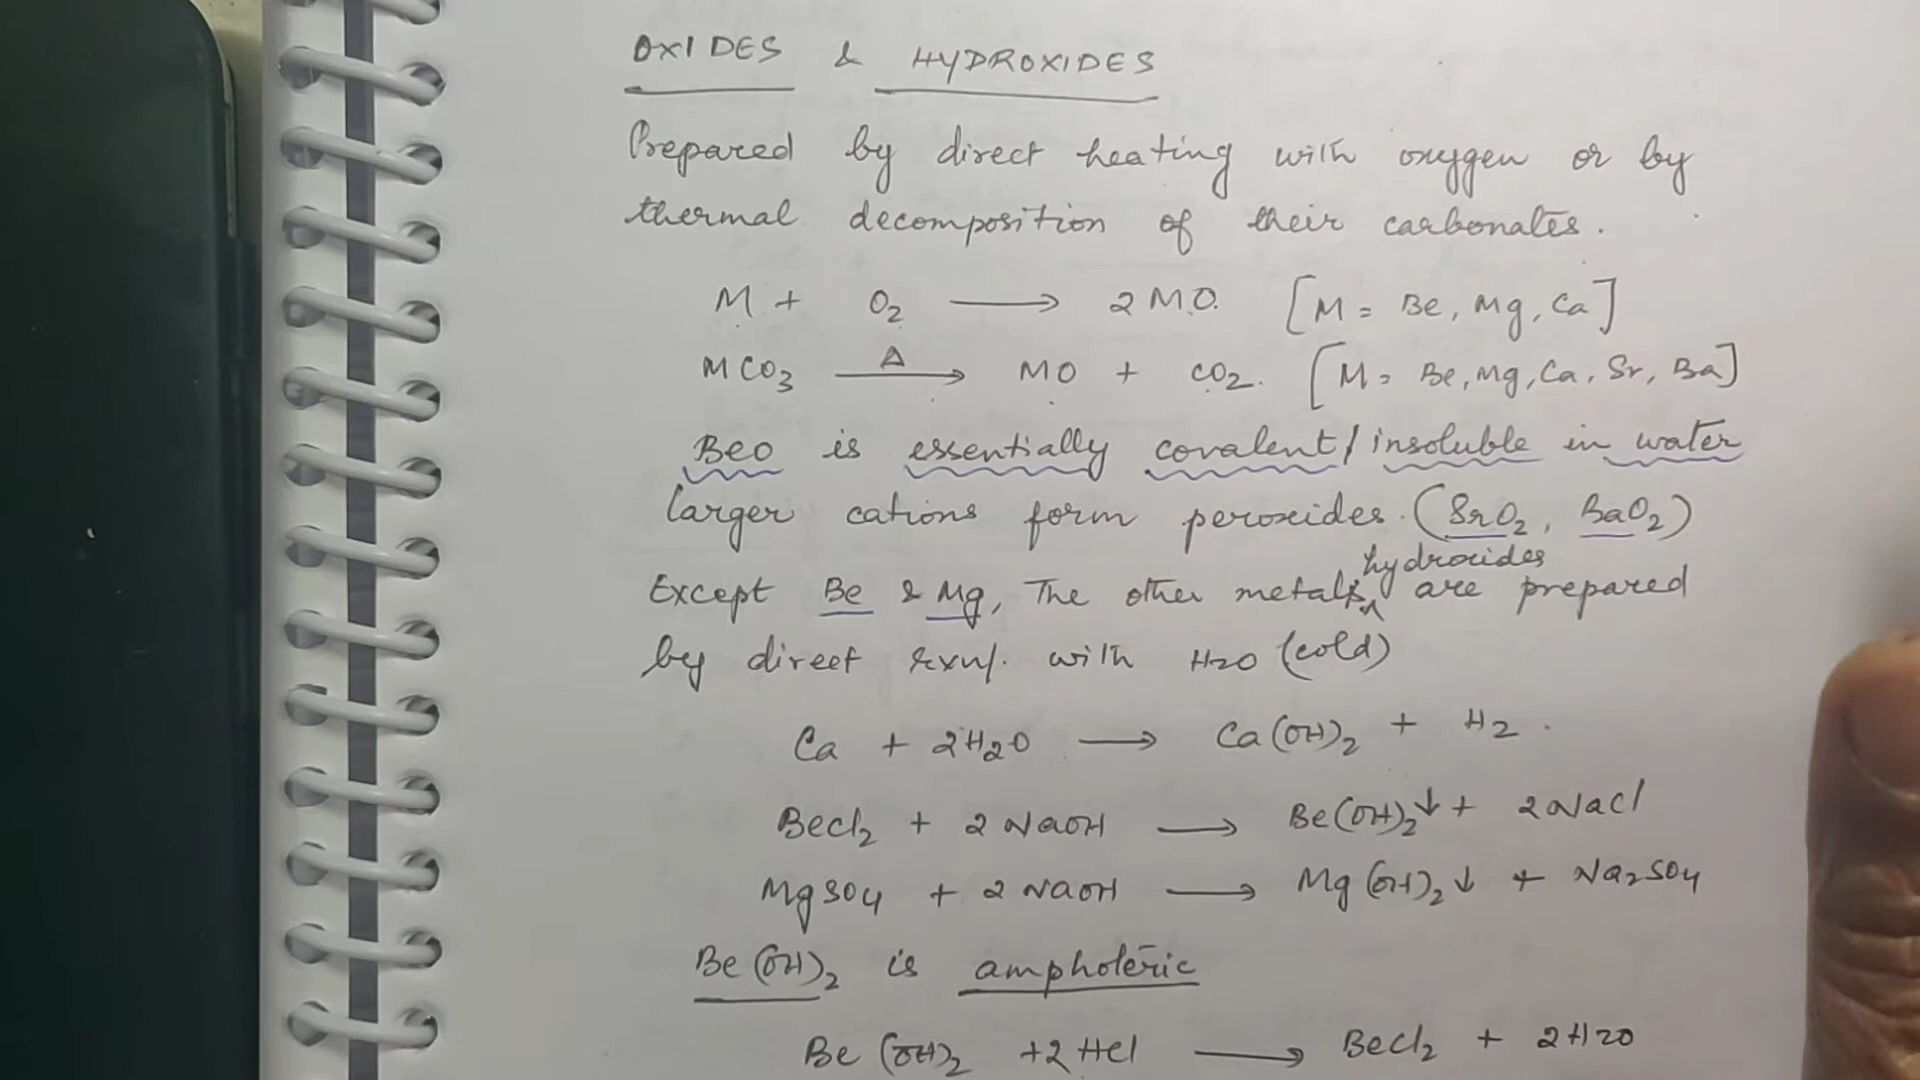 OXIDES & HYDROXIDES
Prepared by direct heating with oxygen or by
thermal decomposition of their carbonates.
M + O2 ⟶ 2MO. [M = Be, Mg, Ca]
MCO3 —Δ→ MO + CO2. [M = Be, Mg, Ca, Sr, Ba]
BeO is essentially covalent / insoluble in water
larger cations form peroxides. (SrO2, BaO2)
Except Be & Mg, The other metals hydroxides are prepared
by direct rxn. with H2O (cold)
Ca + 2H2O ⟶ Ca(OH)2 + H2.
BeCl2 + 2NaOH ⟶ Be(OH)2↓ + 2NaCl
MgSO4 + 2NaOH ⟶ Mg(OH)2↓ + Na2SO4
Be(OH)2 is amphoteric
Be(OH)2 + 2HCl ⟶ BeCl2 + 2H2O